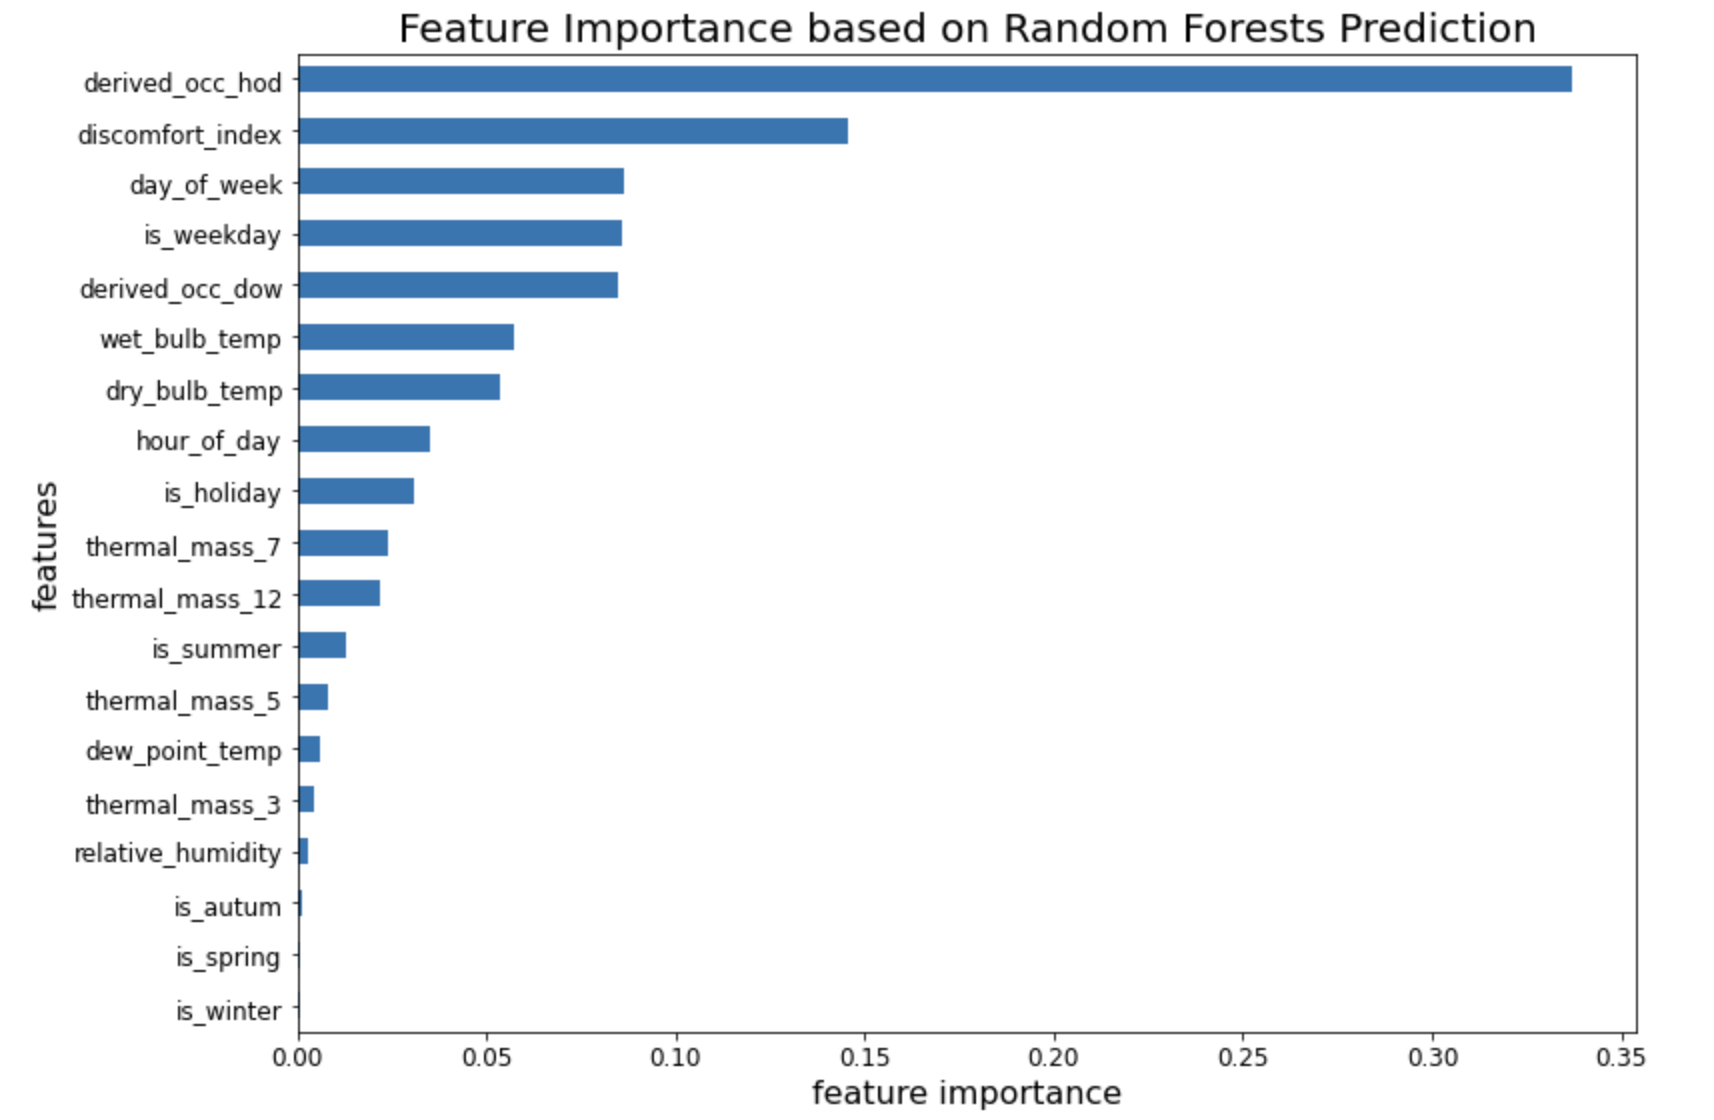 Feature Importance based on Random Forests Prediction
derived_occ_hod
discomfort_index
day_of_week
is_weekday
derived_occ_dow
wet_bulb_temp
dry_bulb_temp
hour_of_day
is_holiday
thermal_mass_7
thermal_mass_12
is_summer
thermal_mass_5
dew_point_temp
thermal_mass_3
relative_humidity
is_autum
is_spring
is_winter
features
0.00 0.05 0.10 0.15 0.20 0.25 0.30 0.35
feature importance